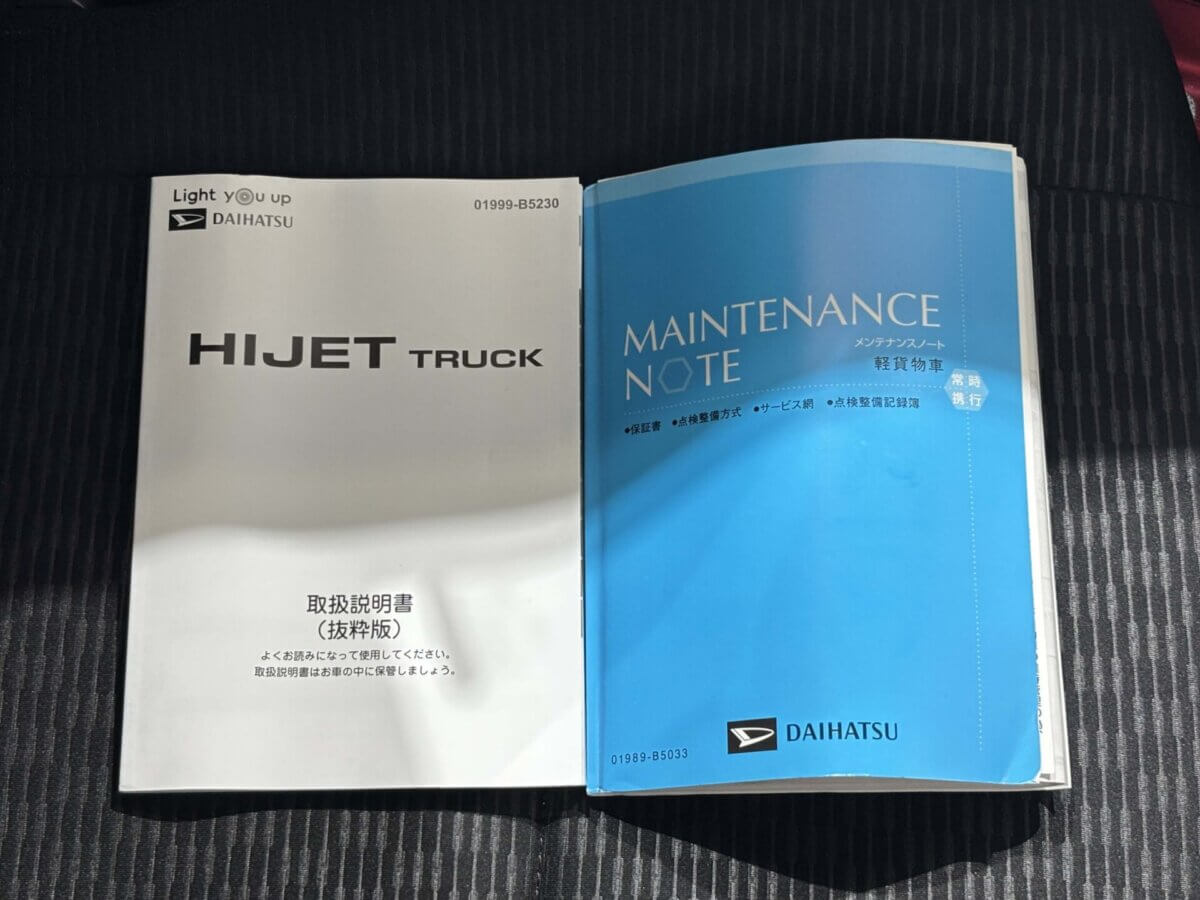 Light you up
DAIHATSU
01999-B5230
HIJET TRUCK
取扱説明書
（抜粋版）
よくお読みになって使用してください。
取扱説明書はお車の中に保管しましょう。
MAINTENANCE
NOTE
メンテナンスノート
軽貨物車
常時
携行
●保証書 ●点検整備方式 ●サービス網 ●点検整備記録簿
DAIHATSU
01989-B5033